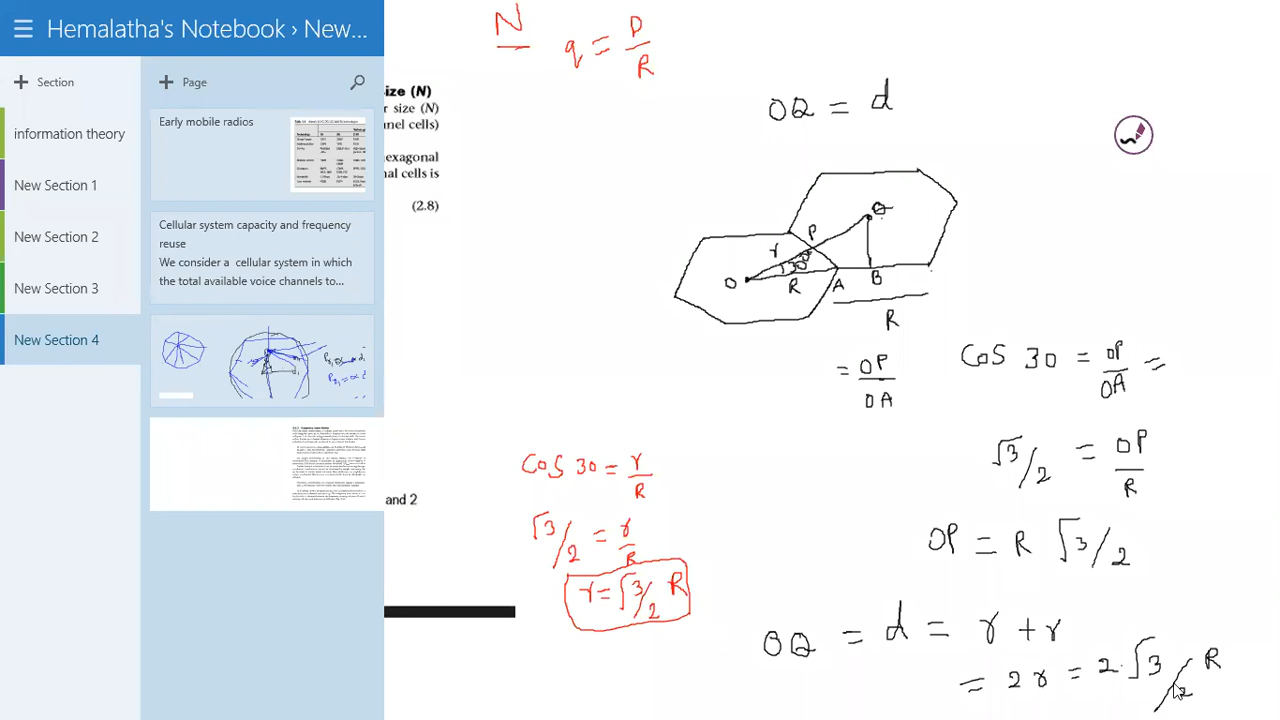 Hemalatha's Notebook › New...
+ Section
+ Page
information theory
New Section 1
New Section 2
New Section 3
New Section 4
Early mobile radios
Cellular system capacity and frequency
reuse
We consider a cellular system in which
the total available voice channels to...
ize (N)
r size (N)
nel cells)
hexagonal
nal cells is
(2.8)
and 2
N
q = D/R
OQ = d
Q
P
r
30°
O
R
A
B
R
= OP/OA
COS 30 = OP/OA =
√3/2 = OP/R
OP = R √3/2
COS 30 = r/R
√3/2 = r/R
r = √3/2 R
OQ = d = r + r
= 2r = 2·√3/2 R